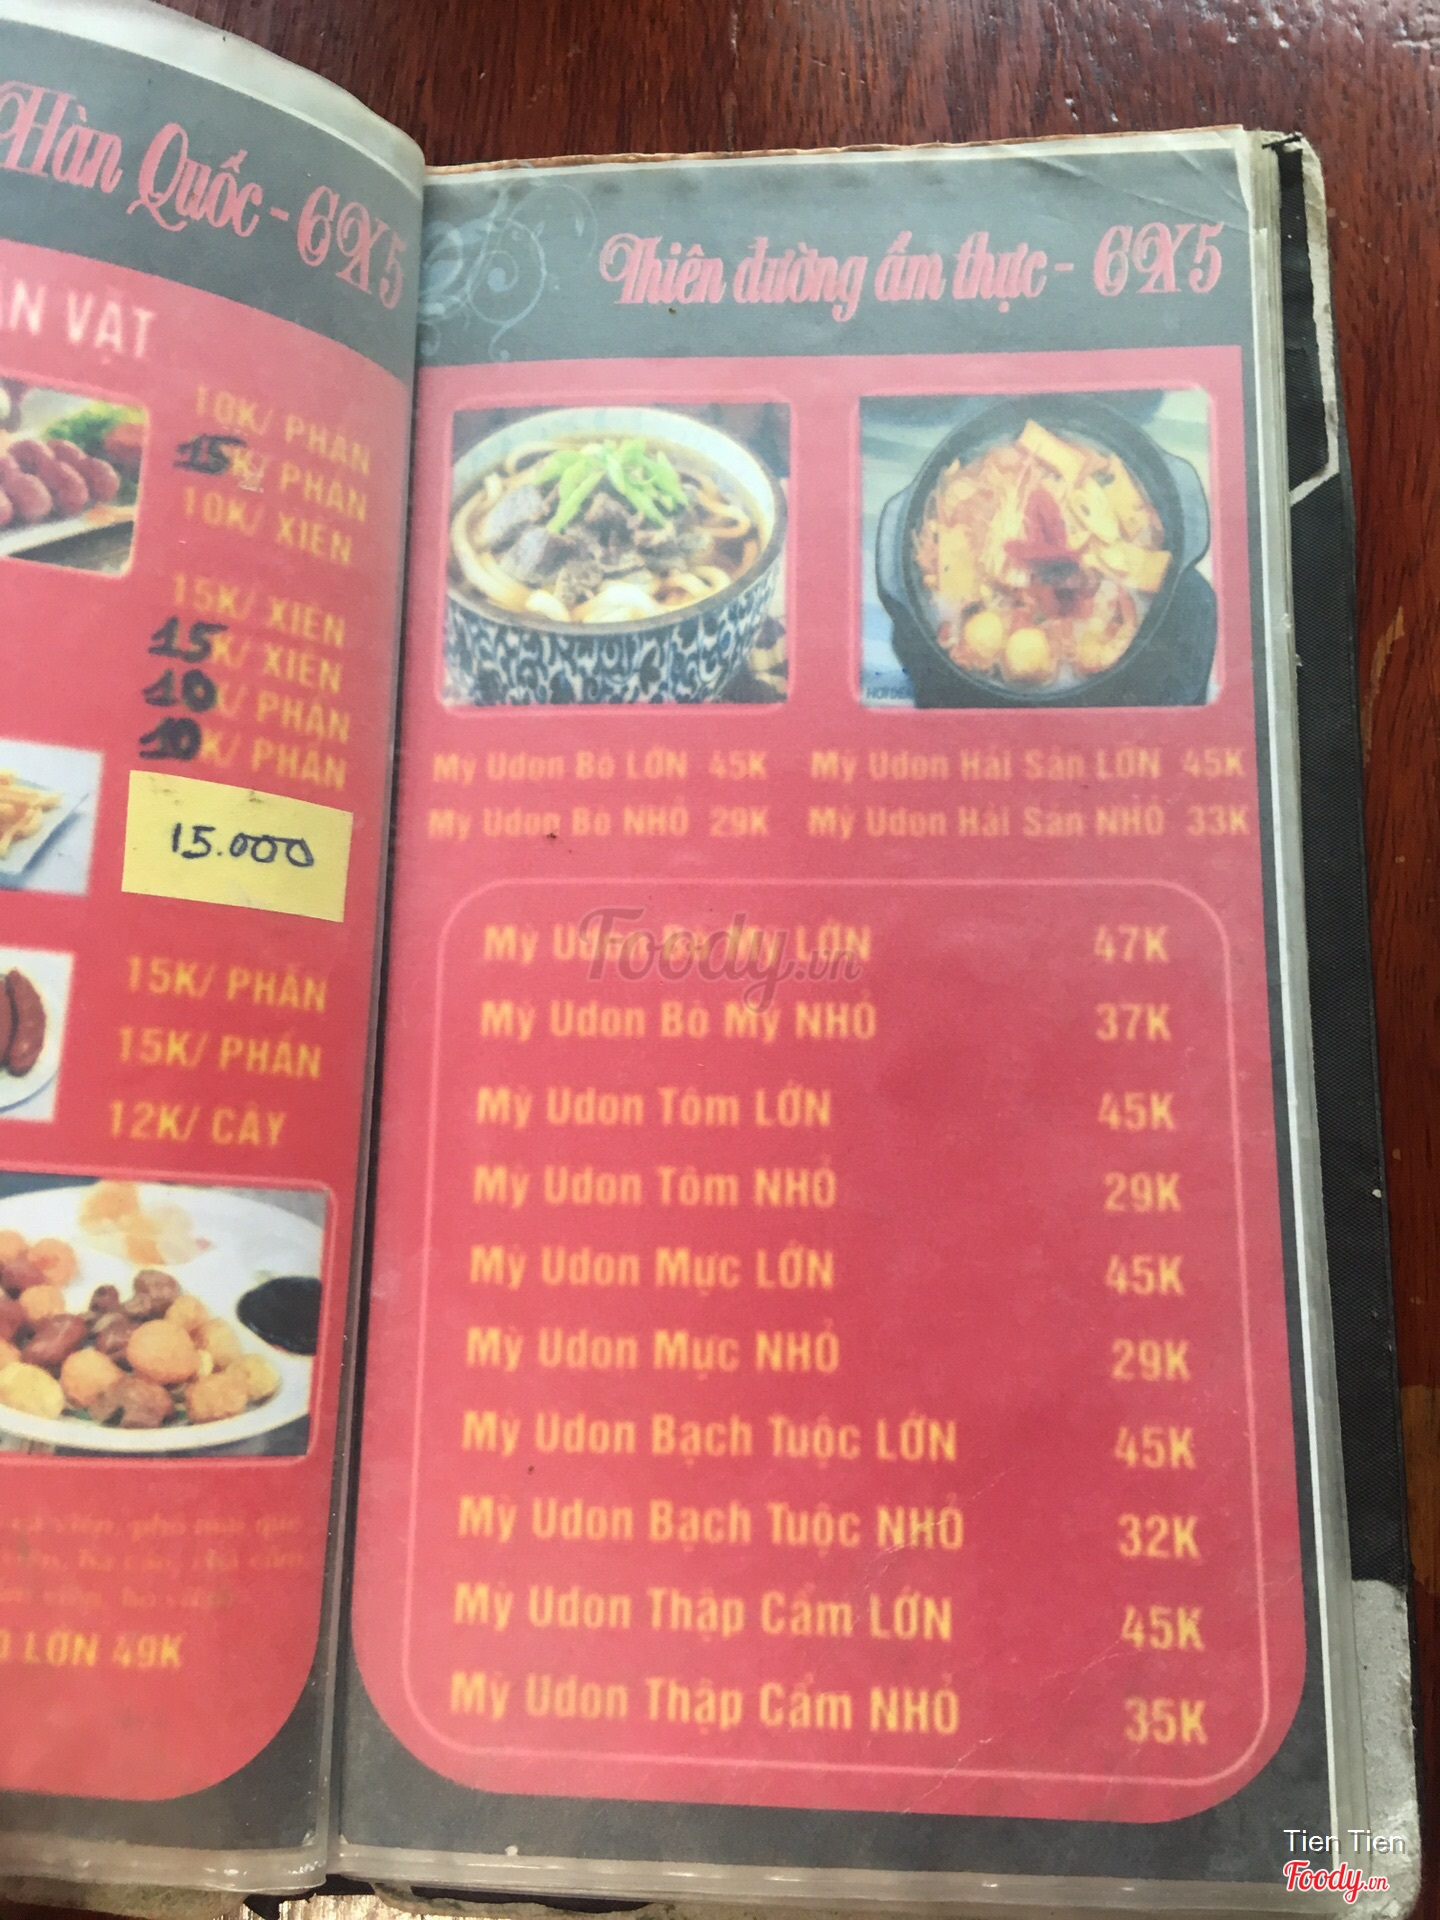 Hàn Quốc - 6X5
ĂN VẶT
10K/ PHẦN
15K/ PHẦN
10K/ XIÊN
15K/ XIÊN
15K/ XIÊN
10K/ PHẦN
10K/ PHẦN
15.000
15K/ PHẦN
15K/ PHẦN
12K/ CÂY
LỚN 49K
Thiên đường ẩm thực - 6X5
Mỳ Udon Bò LỚN 45K
Mỳ Udon Hải Sản LỚN 45K
Mỳ Udon Bò NHỎ 29K
Mỳ Udon Hải Sản NHỎ 33K
Mỳ Udon Bò Mỹ LỚN 47K
Mỳ Udon Bò Mỹ NHỎ 37K
Mỳ Udon Tôm LỚN 45K
Mỳ Udon Tôm NHỎ 29K
Mỳ Udon Mực LỚN 45K
Mỳ Udon Mực NHỎ 29K
Mỳ Udon Bạch Tuộc LỚN 45K
Mỳ Udon Bạch Tuộc NHỎ 32K
Mỳ Udon Thập Cẩm LỚN 45K
Mỳ Udon Thập Cẩm NHỎ 35K
Foody.vn
Tien Tien
Foody.vn